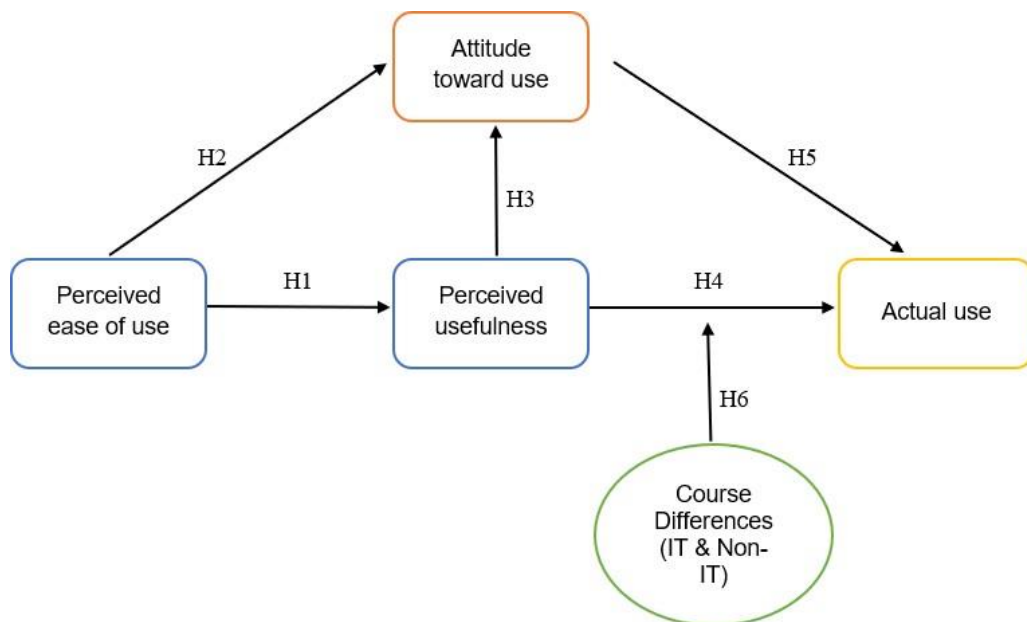 Attitude
toward use
H2
H5
H3
Perceived
ease of use
H1
Perceived
usefulness
H4
Actual use
H6
Course
Differences
(IT & Non-
IT)